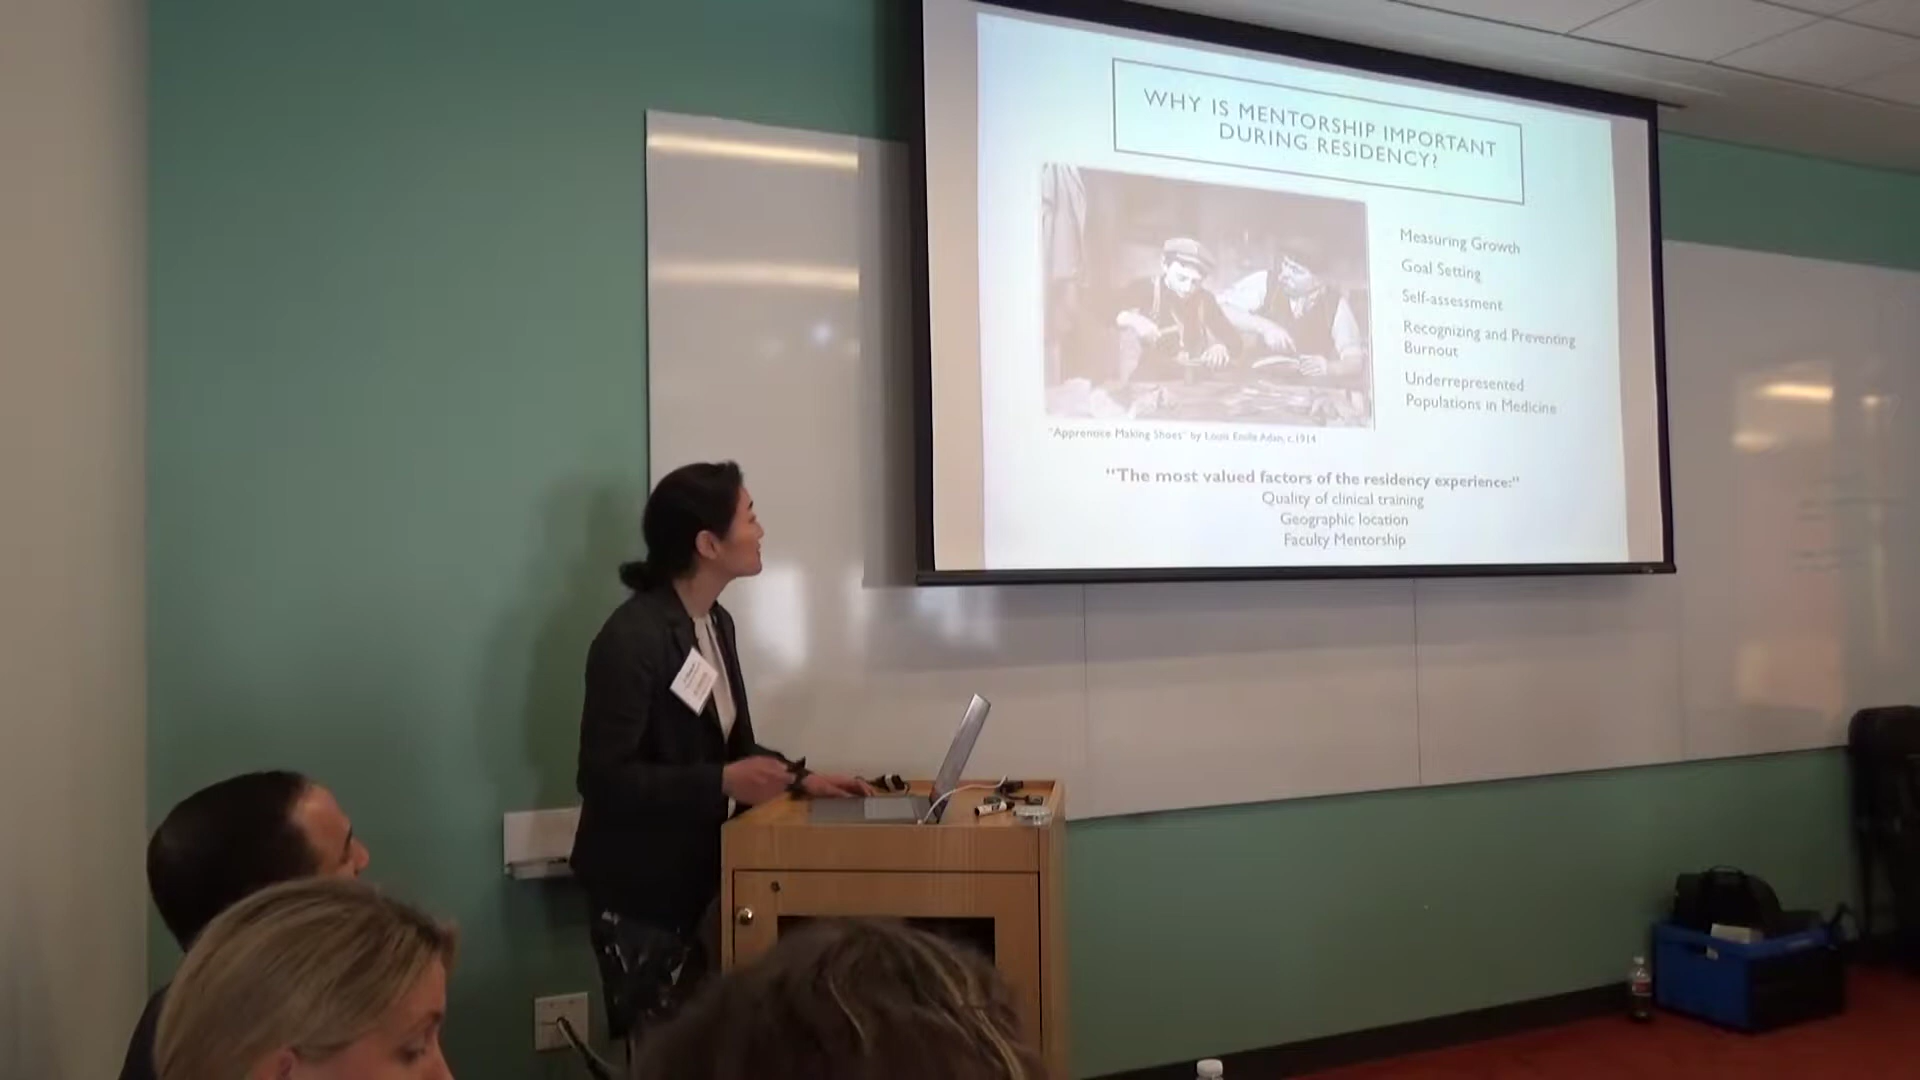 WHY IS MENTORSHIP IMPORTANT
DURING RESIDENCY?
Measuring Growth
Goal Setting
Self-assessment
Recognizing and Preventing
Burnout
Underrepresented
Populations in Medicine
"Apprentice Making Shoes" by Louis Emile Adan, c.1914
"The most valued factors of the residency experience:"
Quality of clinical training
Geographic location
Faculty Mentorship